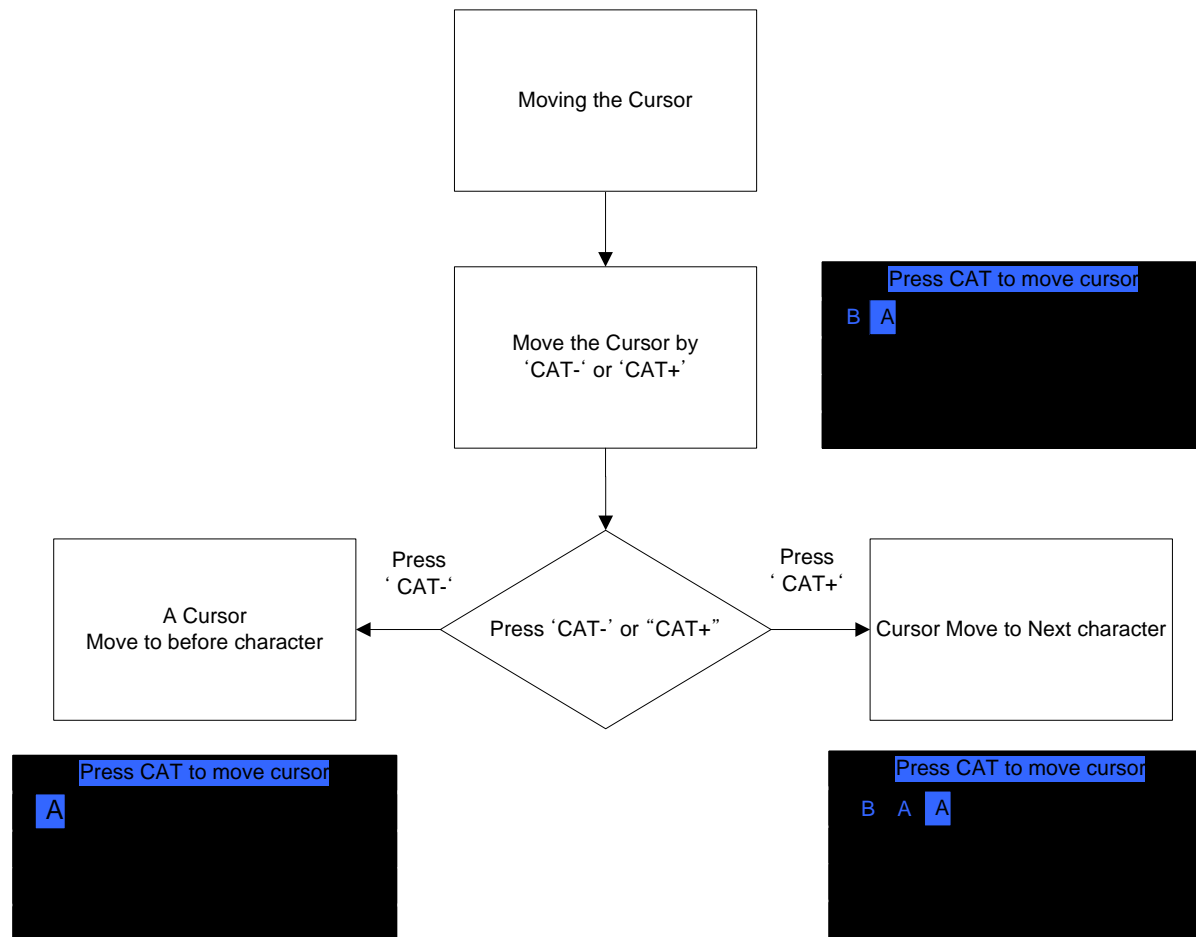 Moving the Cursor
Move the Cursor by
‘CAT-‘ or ‘CAT+’
Press CAT to move cursor
B A
Press
‘ CAT-‘
Press
‘ CAT+‘
A Cursor
Move to before character
Press ‘CAT-’ or “CAT+”
Cursor Move to Next character
Press CAT to move cursor
A
Press CAT to move cursor
B A A